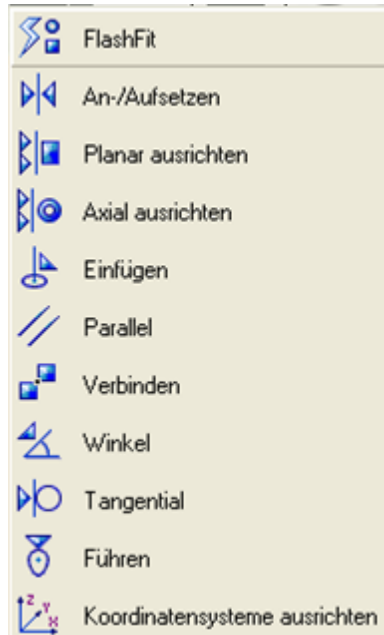 FlashFit
An-/Aufsetzen
Planar ausrichten
Axial ausrichten
Einfügen
Parallel
Verbinden
Winkel
Tangential
Führen
Z Y X
Koordinatensysteme ausrichten